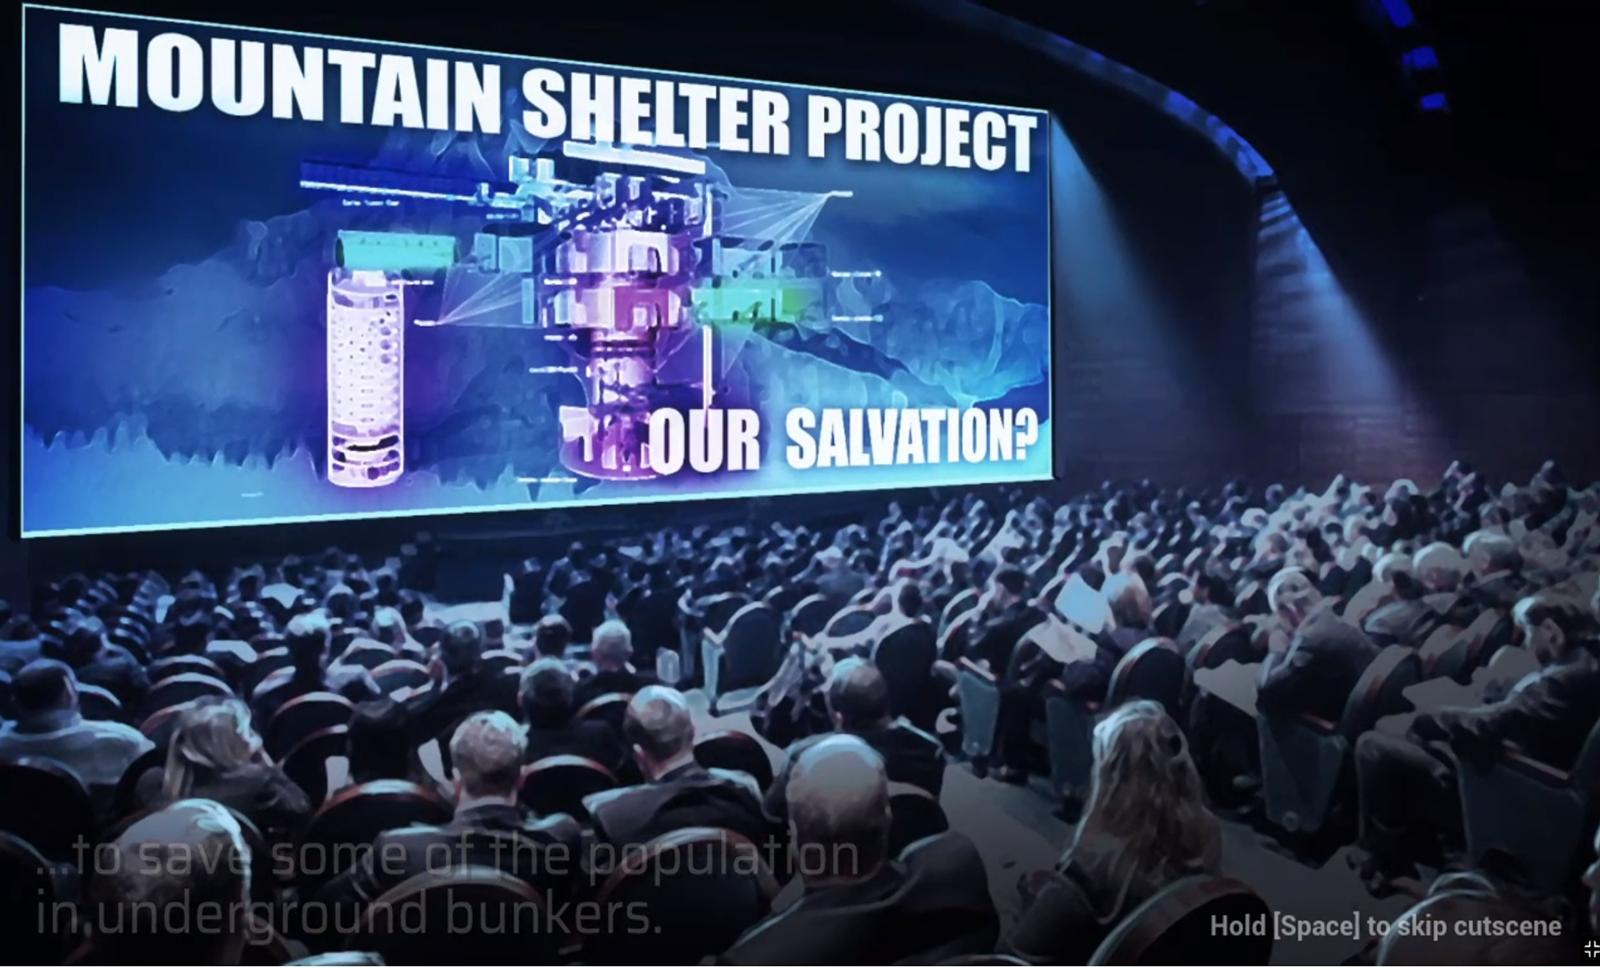 MOUNTAIN SHELTER PROJECT
OUR SALVATION?
...to save some of the population
in underground bunkers.
Hold [Space] to skip cutscene